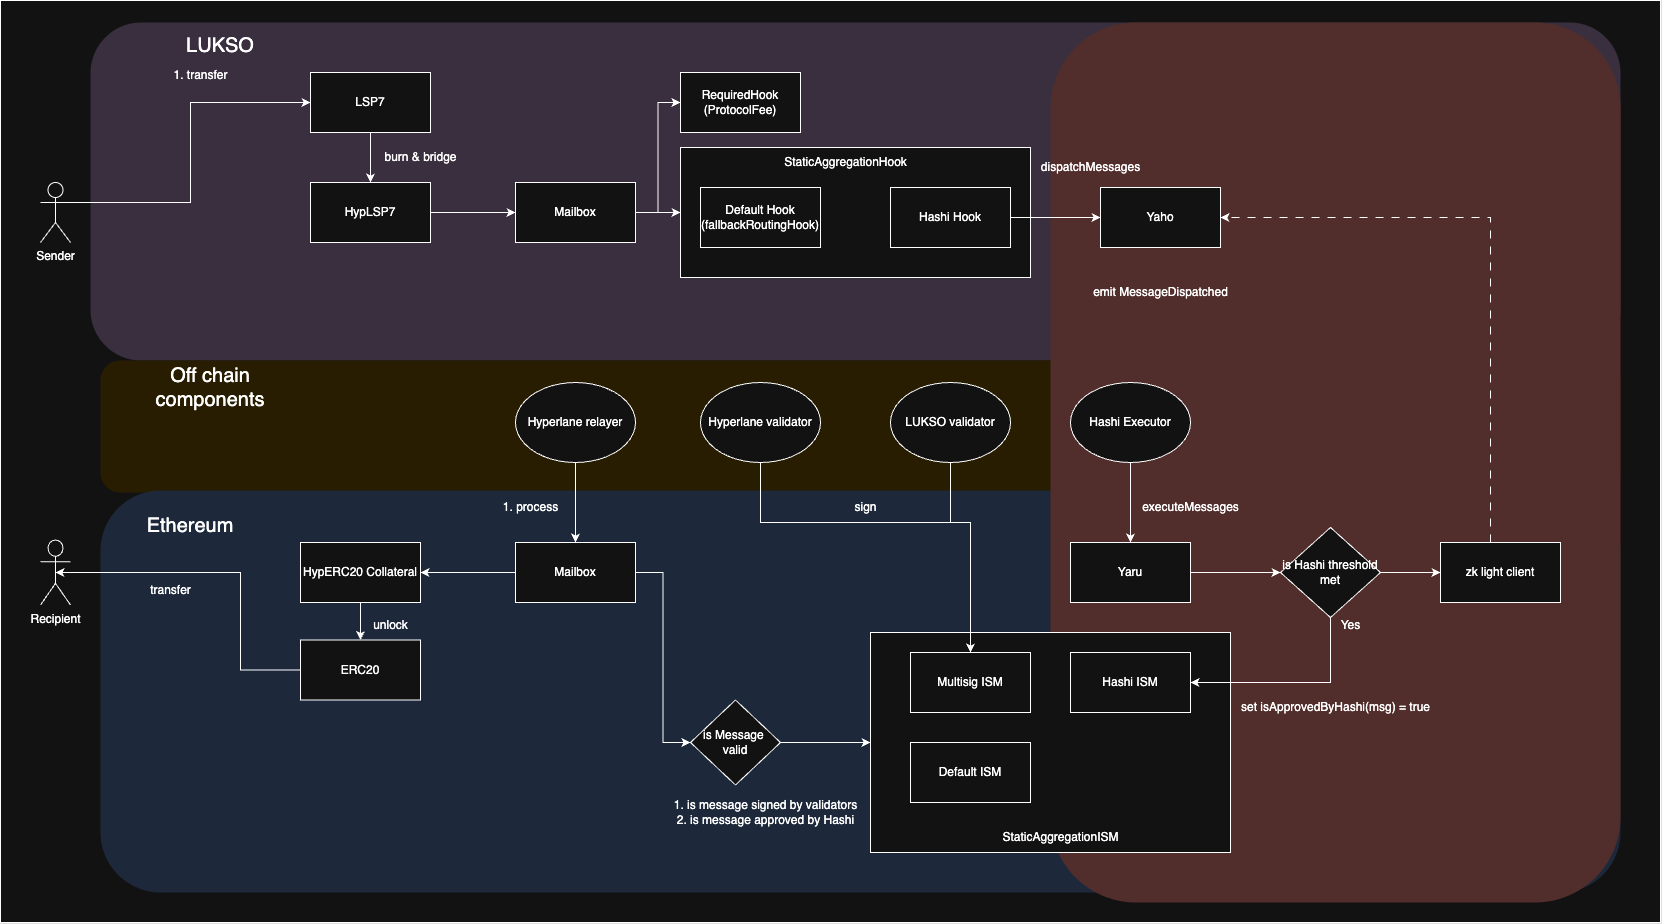 LUKSO
1. transfer
LSP7
RequiredHook
(ProtocolFee)
burn & bridge
StaticAggregationHook
dispatchMessages
HypLSP7
Mailbox
Default Hook
(fallbackRoutingHook)
Hashi Hook
Yaho
Sender
emit MessageDispatched
Off chain
components
Hyperlane relayer
Hyperlane validator
LUKSO validator
Hashi Executor
Ethereum
1. process
sign
executeMessages
HypERC20 Collateral
Mailbox
Yaru
is Hashi threshold
met
zk light client
transfer
Recipient
unlock
Yes
ERC20
Multisig ISM
Hashi ISM
set isApprovedByHashi(msg) = true
is Message
valid
Default ISM
1. is message signed by validators
2. is message approved by Hashi
StaticAggregationISM